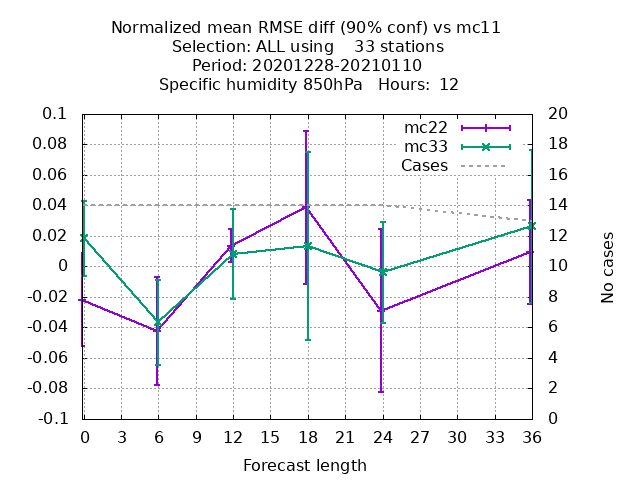 Normalized mean RMSE diff (90% conf) vs mc11
Selection: ALL using    33 stations
Period: 20201228-20210110
Specific humidity 850hPa   Hours:  12
mc22
mc33
Cases
0.1
0.08
0.06
0.04
0.02
0
-0.02
-0.04
-0.06
-0.08
-0.1
20
18
16
14
12
10
8
6
4
2
0
No cases
0 3 6 9 12 15 18 21 24 27 30 33 36
Forecast length